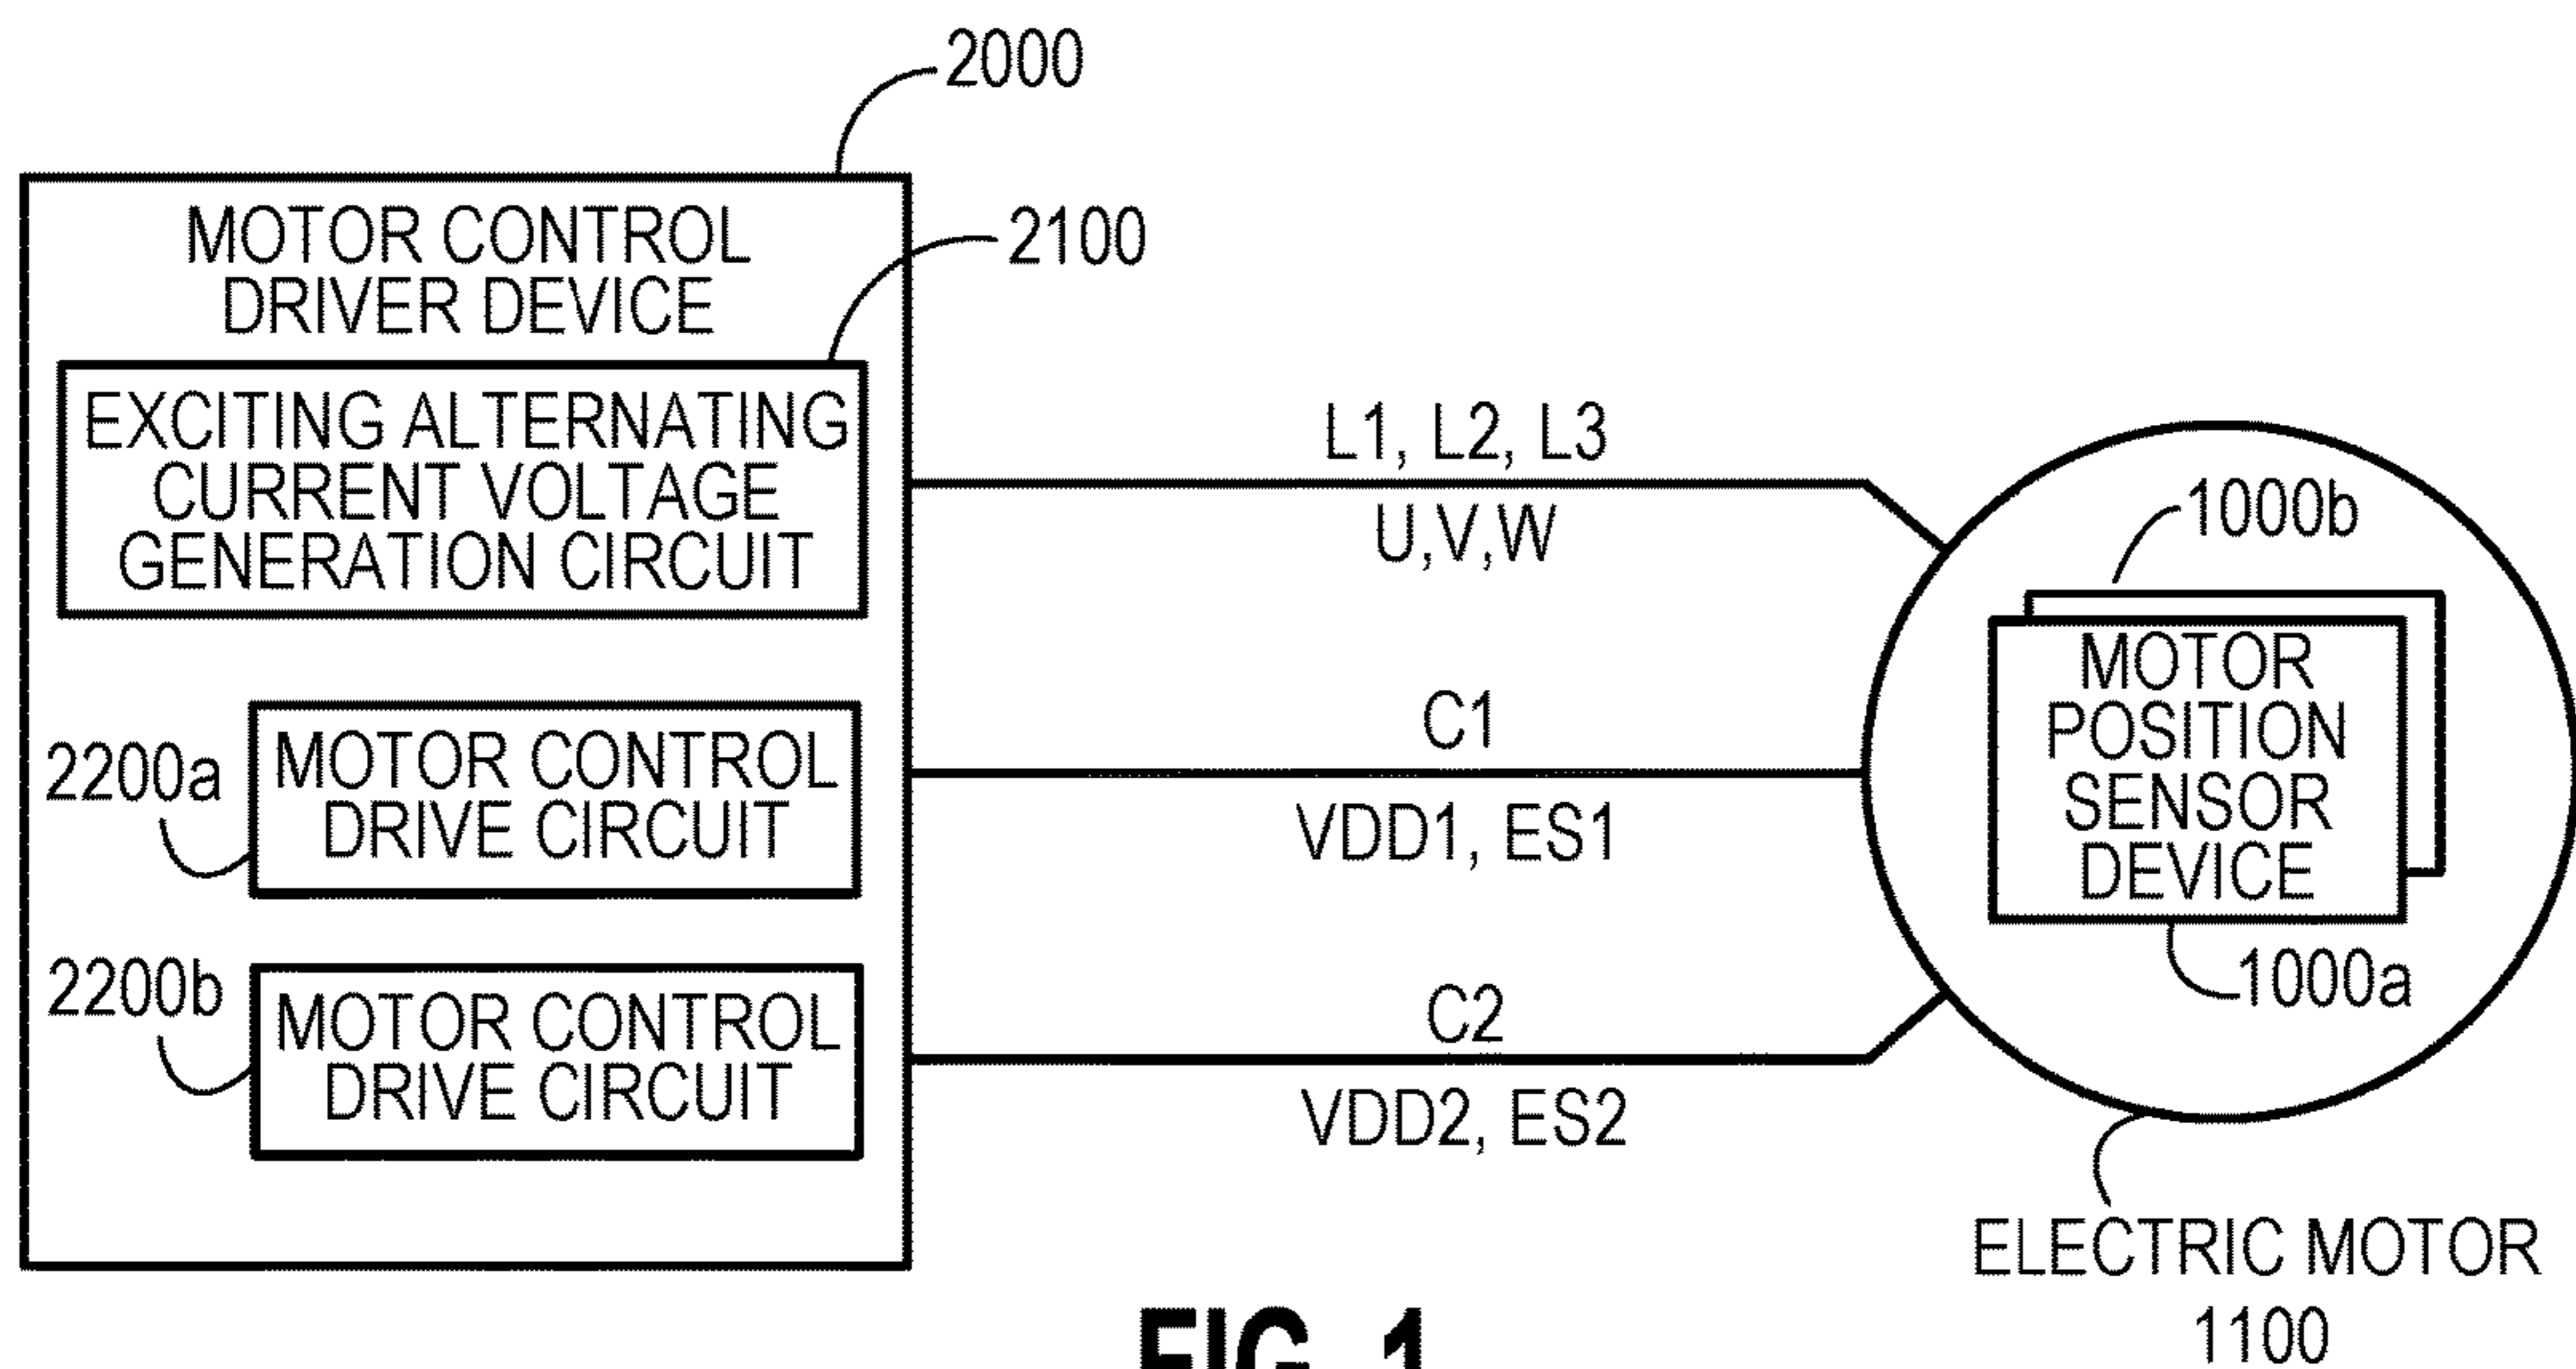 2000
MOTOR CONTROL
DRIVER DEVICE
2100
EXCITING ALTERNATING
CURRENT VOLTAGE
GENERATION CIRCUIT
2200a
MOTOR CONTROL
DRIVE CIRCUIT
2200b
MOTOR CONTROL
DRIVE CIRCUIT
L1, L2, L3
U,V,W
C1
VDD1, ES1
C2
VDD2, ES2
1000b
MOTOR
POSITION
SENSOR
DEVICE
1000a
ELECTRIC MOTOR
1100
FIG. 1